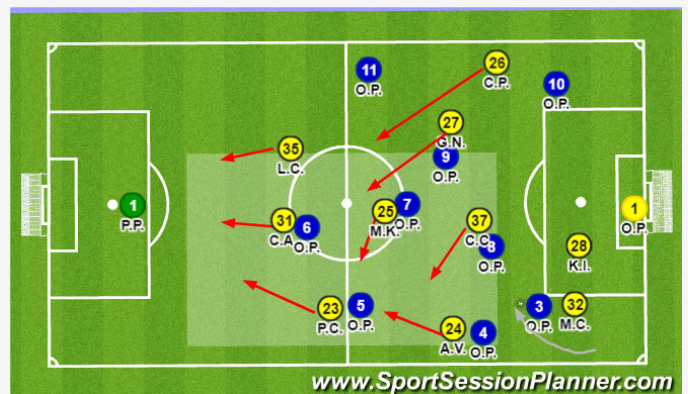 11
O.P.
26
C.P.
10
O.P.
27
G.N.
35
L.C.
9
O.P.
1
P.P.
31
C.A
6
O.P.
25
M.K.
7
O.P.
37
C.C.
8
O.P.
1
O.P.
28
K.I.
23
P.C.
5
O.P.
24
A.V.
4
O.P.
3
O.P.
32
M.C.
www.SportSessionPlanner.com